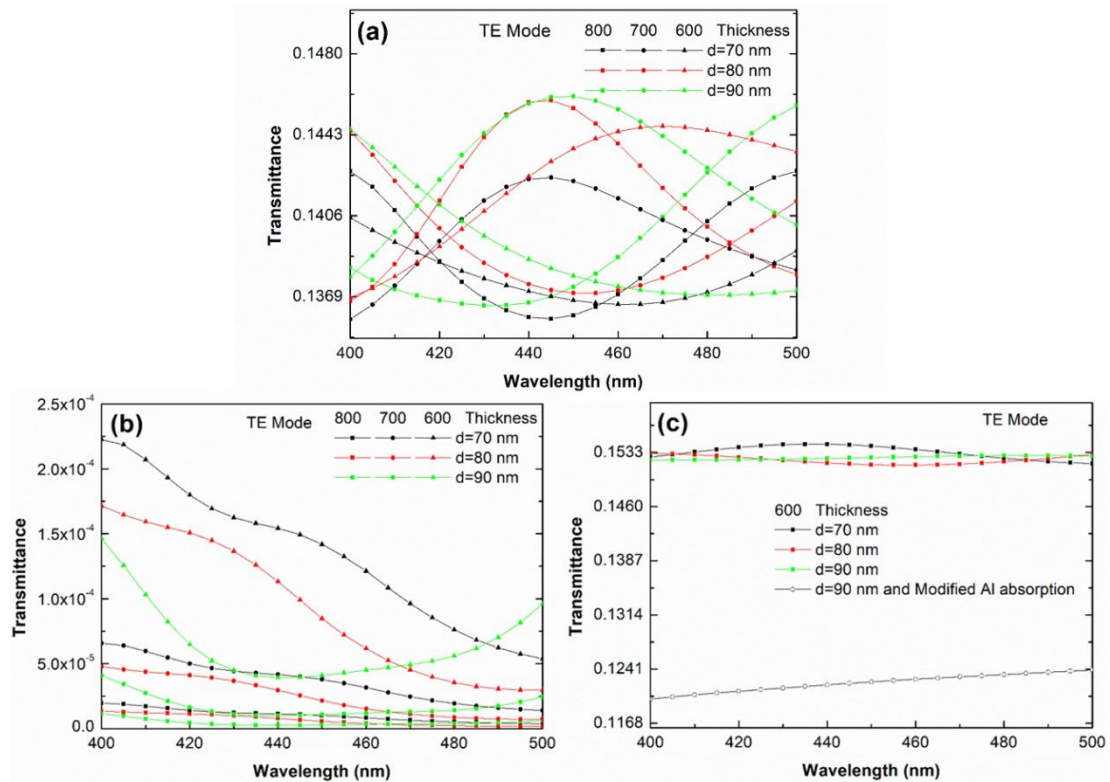 (a)
TE Mode
800 700 600 Thickness
d=70 nm
d=80 nm
d=90 nm
0.1480
0.1443
0.1406
0.1369
Transmittance
400 420 440 460 480 500
Wavelength (nm)
(b)
TE Mode
800 700 600 Thickness
d=70 nm
d=80 nm
d=90 nm
2.5x10⁻⁴
2.0x10⁻⁴
1.5x10⁻⁴
1.0x10⁻⁴
5.0x10⁻⁵
0.0
Transmittance
400 420 440 460 480 500
Wavelength (nm)
(c)
TE Mode
0.1533
0.1460
0.1387
0.1314
0.1241
0.1168
Transmittance
600 Thickness
d=70 nm
d=80 nm
d=90 nm
d=90 nm and Modified Al absorption
400 420 440 460 480 500
Wavelength (nm)